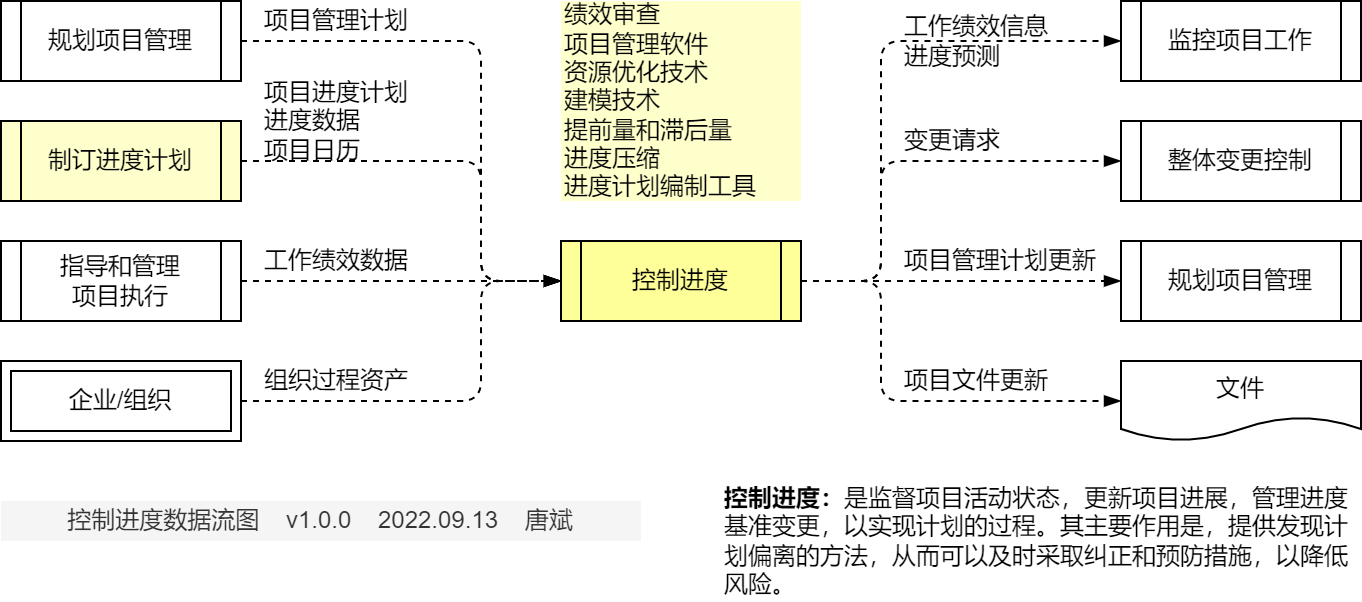 规划项目管理
项目管理计划
制订进度计划
项目进度计划
进度数据
项目日历
指导和管理
项目执行
工作绩效数据
企业/组织
组织过程资产
绩效审查
项目管理软件
资源优化技术
建模技术
提前量和滞后量
进度压缩
进度计划编制工具
控制进度
工作绩效信息
进度预测
监控项目工作
变更请求
整体变更控制
项目管理计划更新
规划项目管理
项目文件更新
文件
控制进度数据流图 v1.0.0 2022.09.13 唐斌
控制进度：是监督项目活动状态，更新项目进展，管理进度
基准变更，以实现计划的过程。其主要作用是，提供发现计
划偏离的方法，从而可以及时采取纠正和预防措施，以降低
风险。